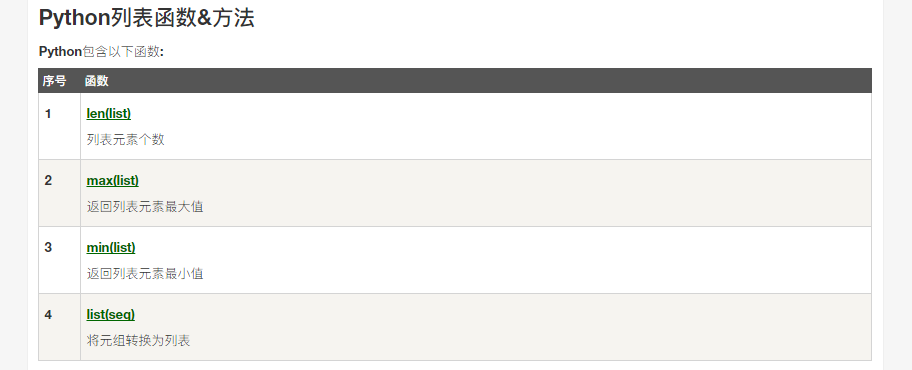 Python列表函数&方法
Python包含以下函数:
序号 函数
1 len(list)
列表元素个数
2 max(list)
返回列表元素最大值
3 min(list)
返回列表元素最小值
4 list(seq)
将元组转换为列表